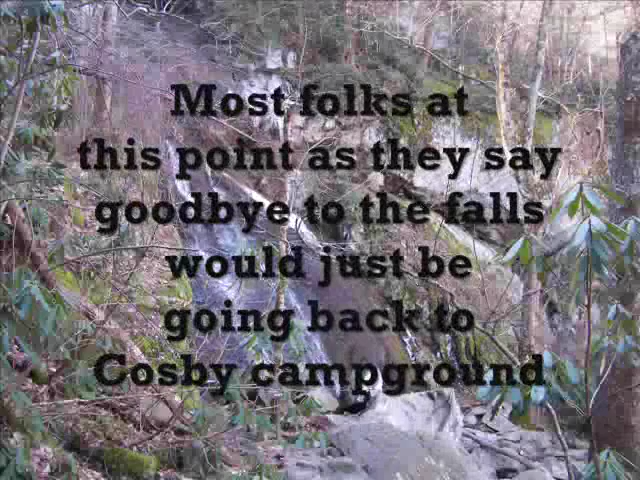 Most folks at
this point as they say
goodbye to the falls
would just be
going back to
Cosby campground